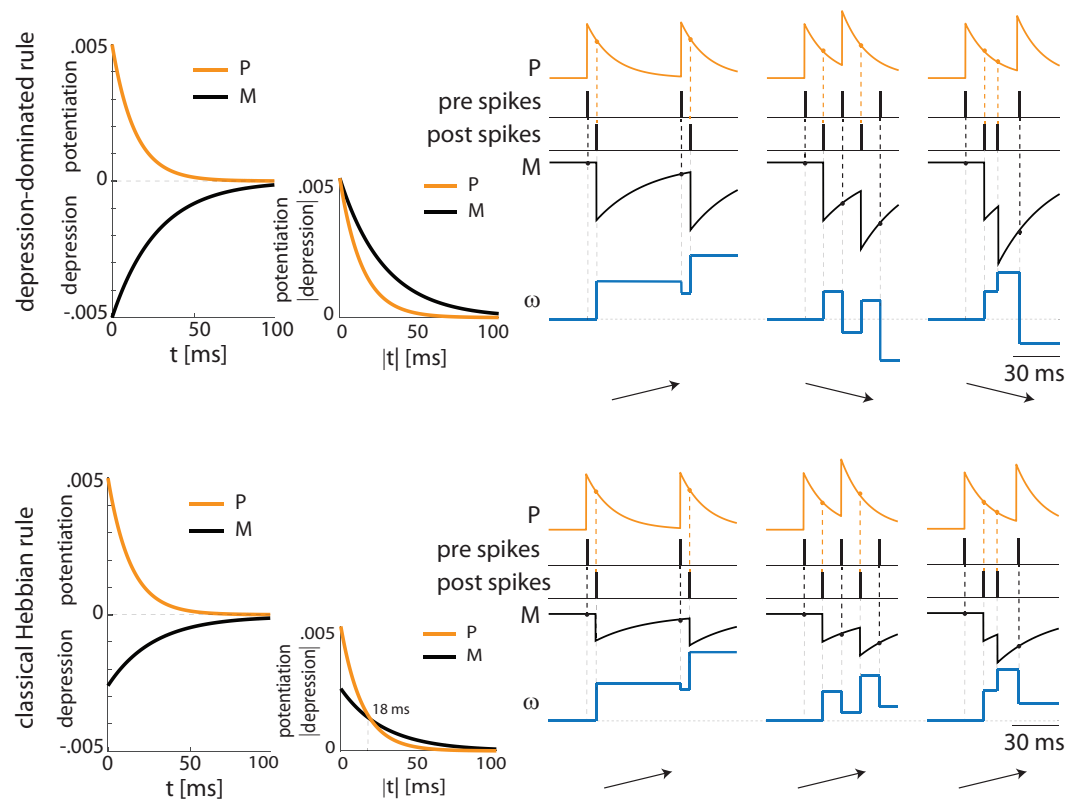 depression-dominated rule
depression potentiation
.005
0
-.005
P
M
0 50 100
t [ms]
potentiation
|depression|
.005
0
P
M
0 50 100
|t| [ms]
P
pre spikes
post spikes
M
ω
30 ms
classical Hebbian rule
depression potentiation
.005
0
-.005
P
M
0 50 100
t [ms]
potentiation
|depression|
.005
0
P
M
18 ms
0 50 100
|t| [ms]
P
pre spikes
post spikes
M
ω
30 ms